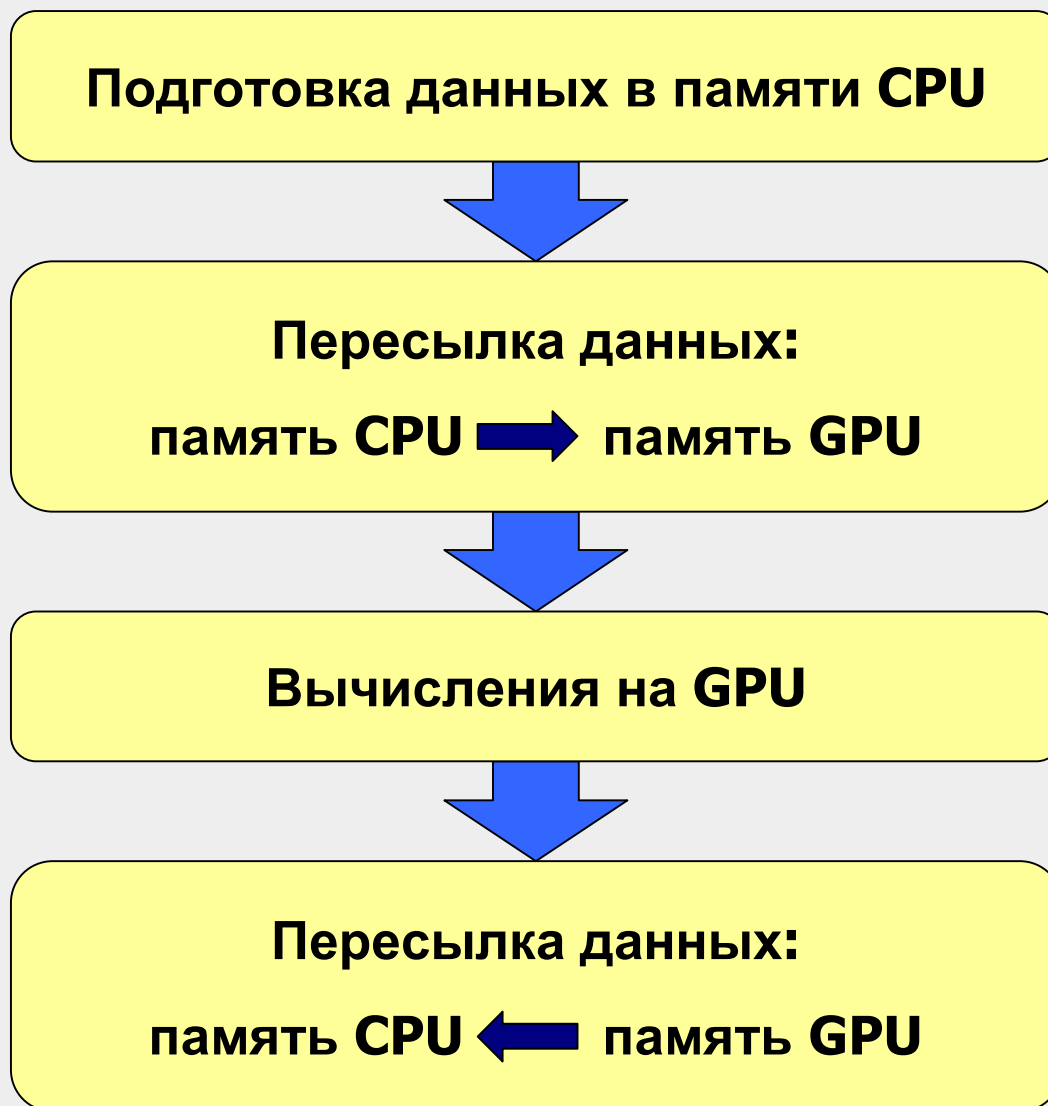 Подготовка данных в памяти CPU
Пересылка данных:
память CPU память GPU
Вычисления на GPU
Пересылка данных:
память CPU память GPU